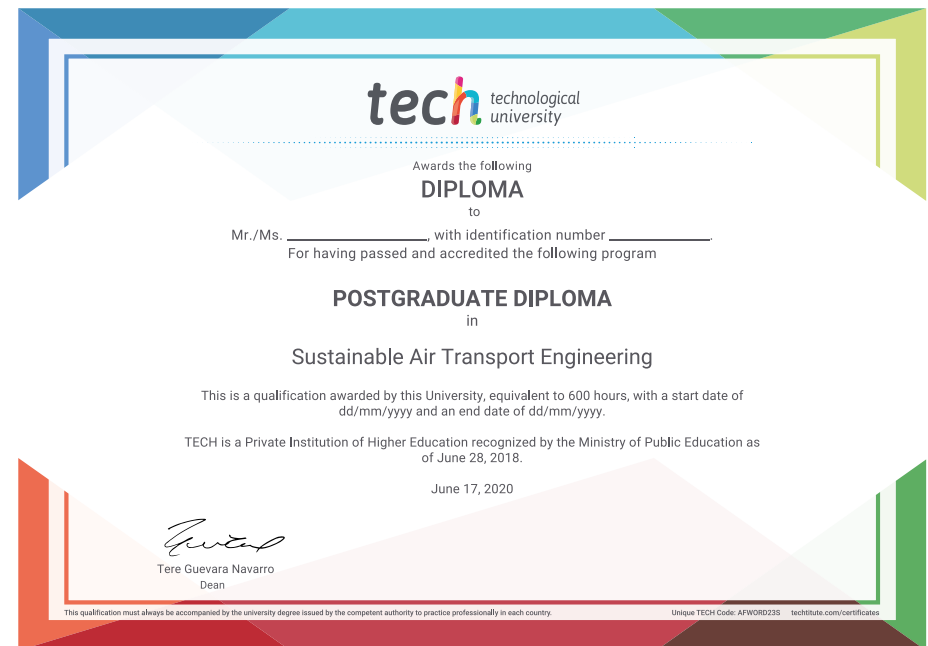 tech technological
university
Awards the following
DIPLOMA
to
Mr./Ms. ____________, with identification number ____________.
For having passed and accredited the following program
POSTGRADUATE DIPLOMA
in
Sustainable Air Transport Engineering
This is a qualification awarded by this University, equivalent to 600 hours, with a start date of
dd/mm/yyyy and an end date of dd/mm/yyyy.
TECH is a Private Institution of Higher Education recognized by the Ministry of Public Education as
of June 28, 2018.
June 17, 2020
Tere Guevara Navarro
Dean
This qualification must always be accompanied by the university degree issued by the competent authority to practice professionally in each country. Unique TECH Code: AFWORD23S techtitute.com/certificates